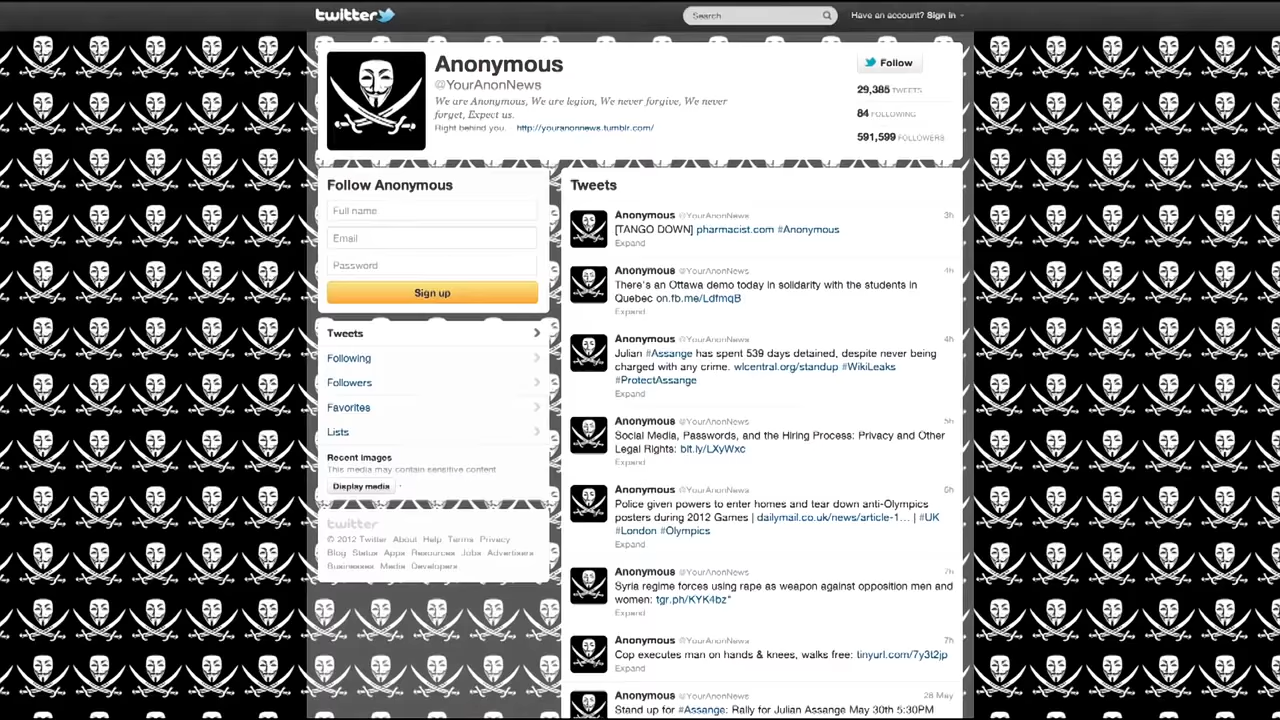 twitter
Search
Have an account? Sign in
Anonymous
@YourAnonNews
We are Anonymous, We are legion, We never forgive, We never
forget, Expect us.
Right behind you. http://youranonnews.tumblr.com/
Follow
29,385 TWEETS
84 FOLLOWING
591,599 FOLLOWERS
Follow Anonymous
Full name
Email
Password
Sign up
Tweets
Following
Followers
Favorites
Lists
Recent images
This media may contain sensitive content
Display media
twitter
© 2012 Twitter About Help Terms Privacy
Blog Status Apps Resources Jobs Advertisers
Businesses Media Developers
Tweets
Anonymous @YourAnonNews 3h
[TANGO DOWN] pharmacist.com #Anonymous
Expand
Anonymous @YourAnonNews 4h
There's an Ottawa demo today in solidarity with the students in
Quebec on.fb.me/LdfmqB
Expand
Anonymous @YourAnonNews 4h
Julian #Assange has spent 539 days detained, despite never being
charged with any crime. wlcentral.org/standup #WikiLeaks
#ProtectAssange
Expand
Anonymous @YourAnonNews 5h
Social Media, Passwords, and the Hiring Process: Privacy and Other
Legal Rights: bit.ly/LXyWxc
Expand
Anonymous @YourAnonNews 6h
Police given powers to enter homes and tear down anti-Olympics
posters during 2012 Games | dailymail.co.uk/news/article-1… | #UK
#London #Olympics
Expand
Anonymous @YourAnonNews 7h
Syria regime forces using rape as weapon against opposition men and
women: tgr.ph/KYK4bz"
Expand
Anonymous @YourAnonNews 7h
Cop executes man on hands & knees, walks free: tinyurl.com/7y3t2jp
Expand
Anonymous @YourAnonNews 28 May
Stand up for #Assange: Rally for Julian Assange May 30th 5:30PM